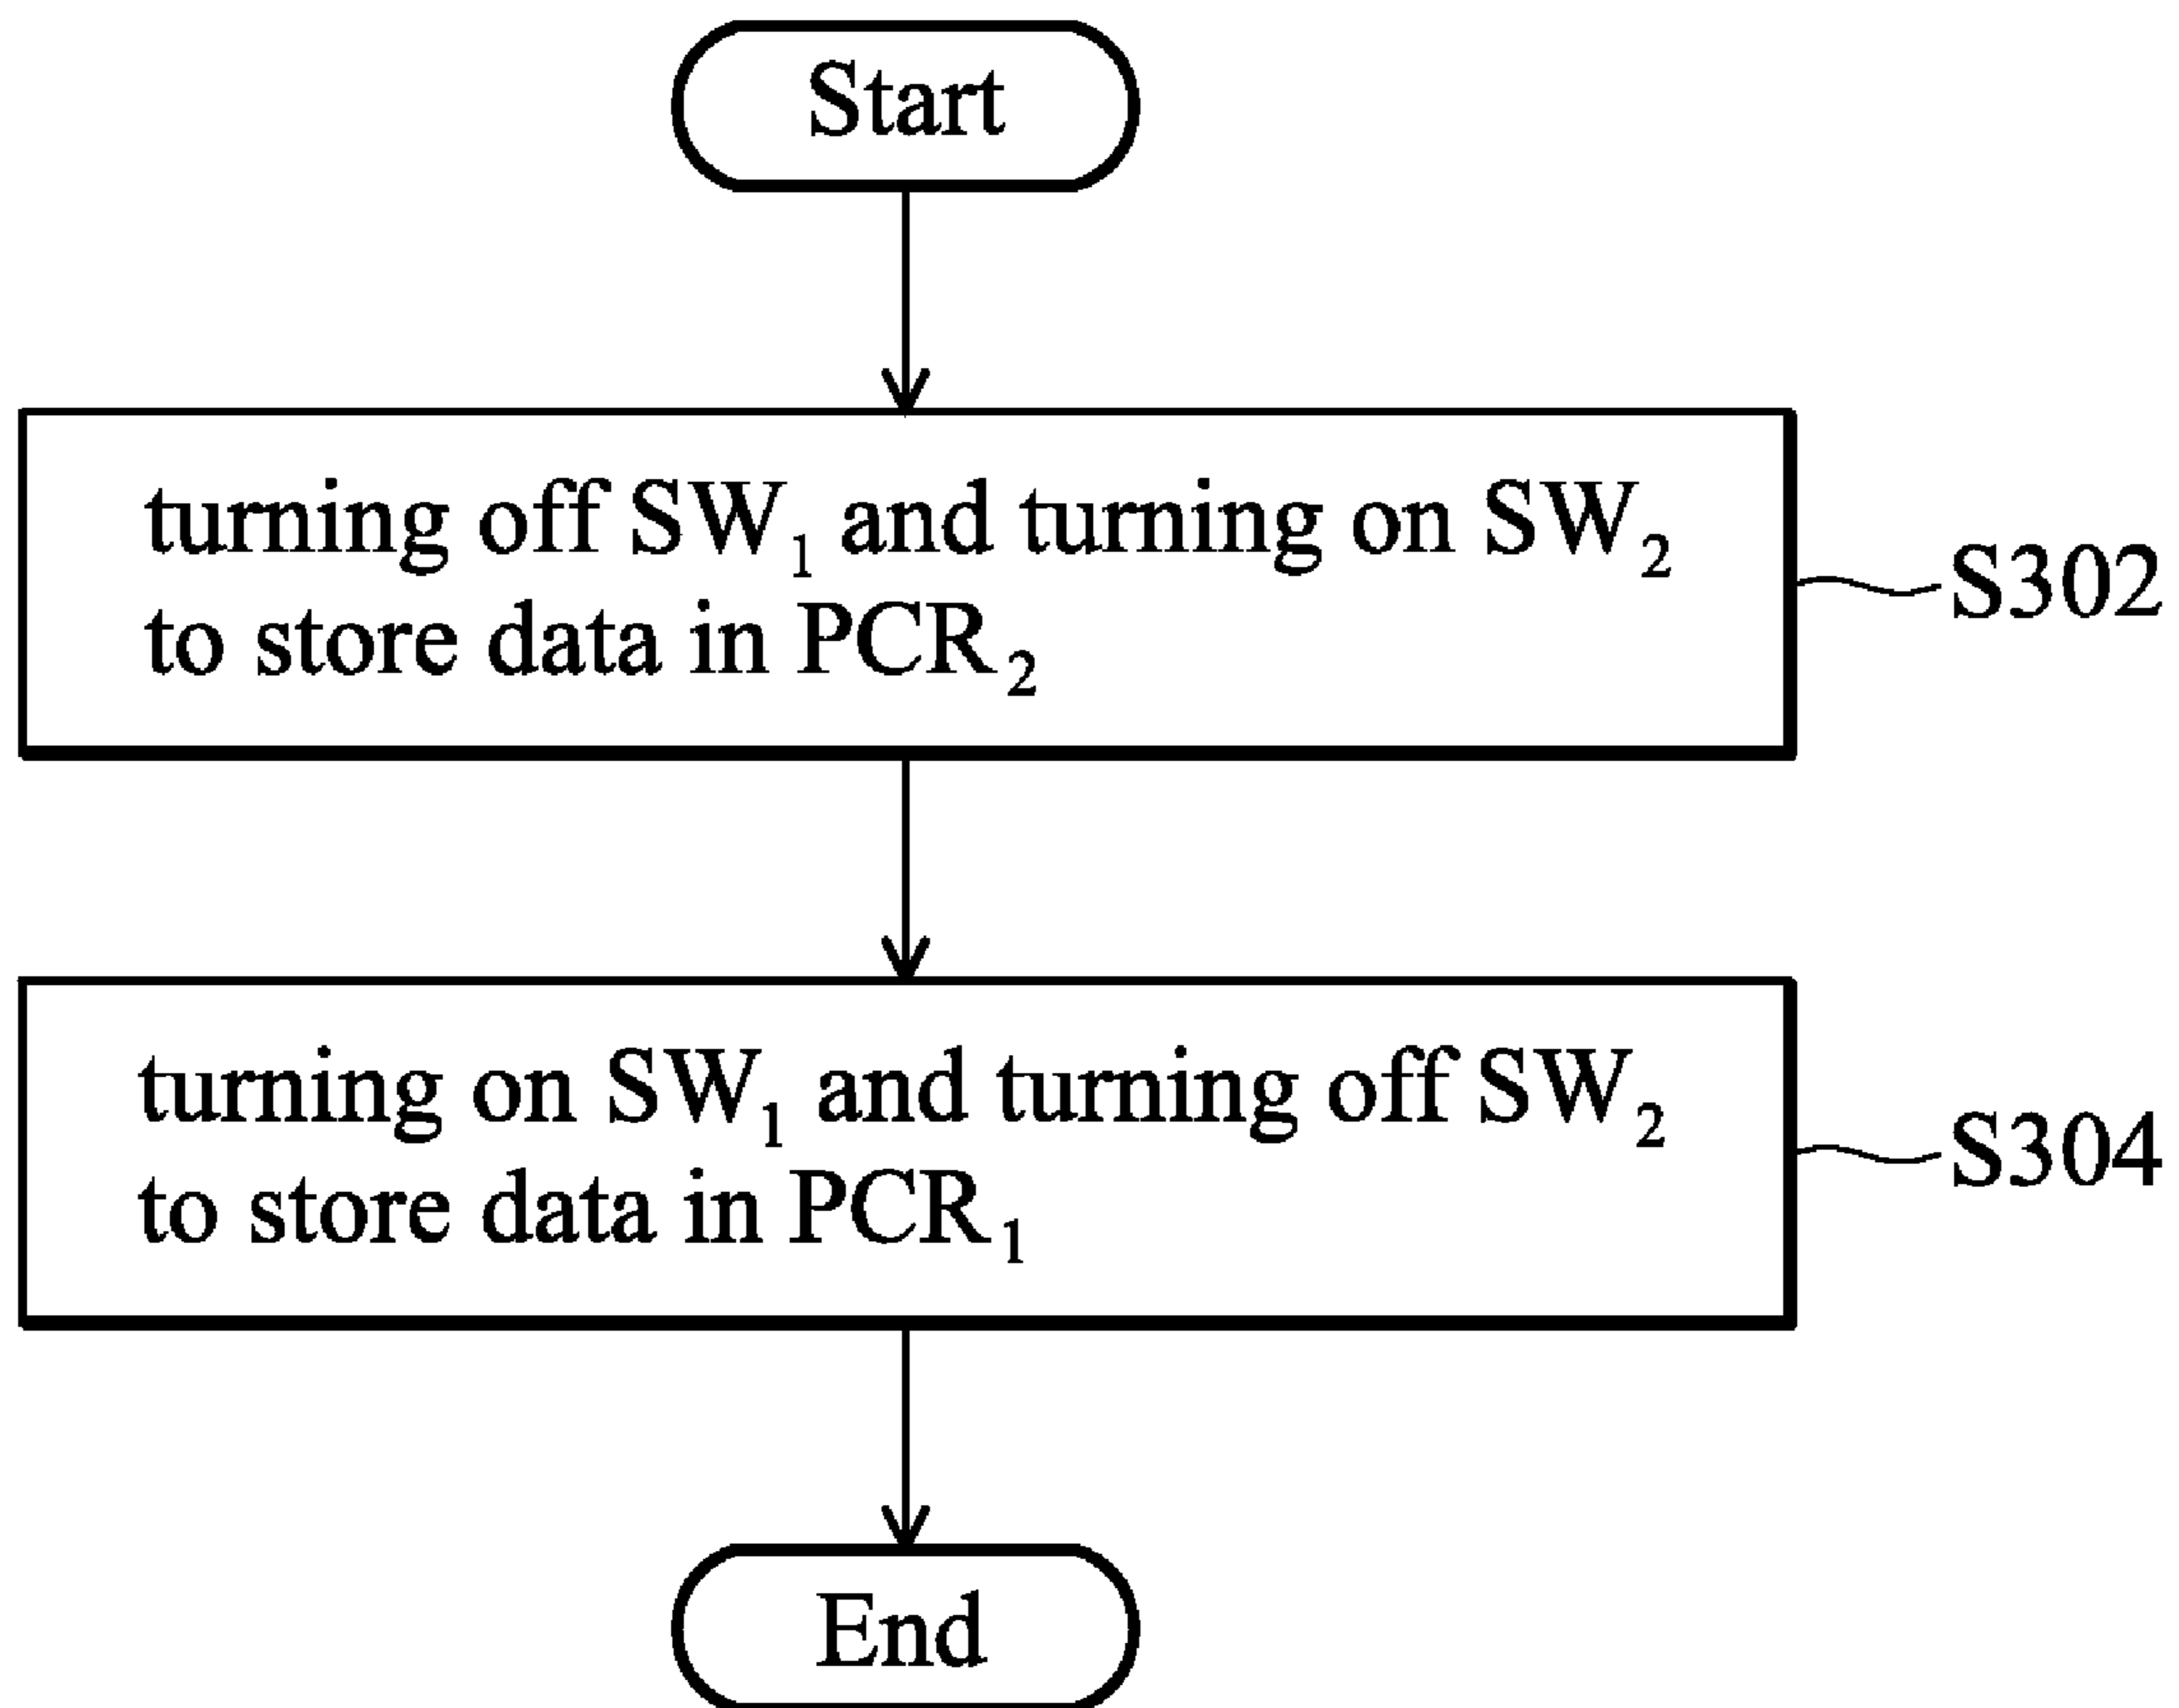 Start
turning off SW₁ and turning on SW₂
to store data in PCR₂
S302
turning on SW₁ and turning off SW₂
to store data in PCR₁
S304
End